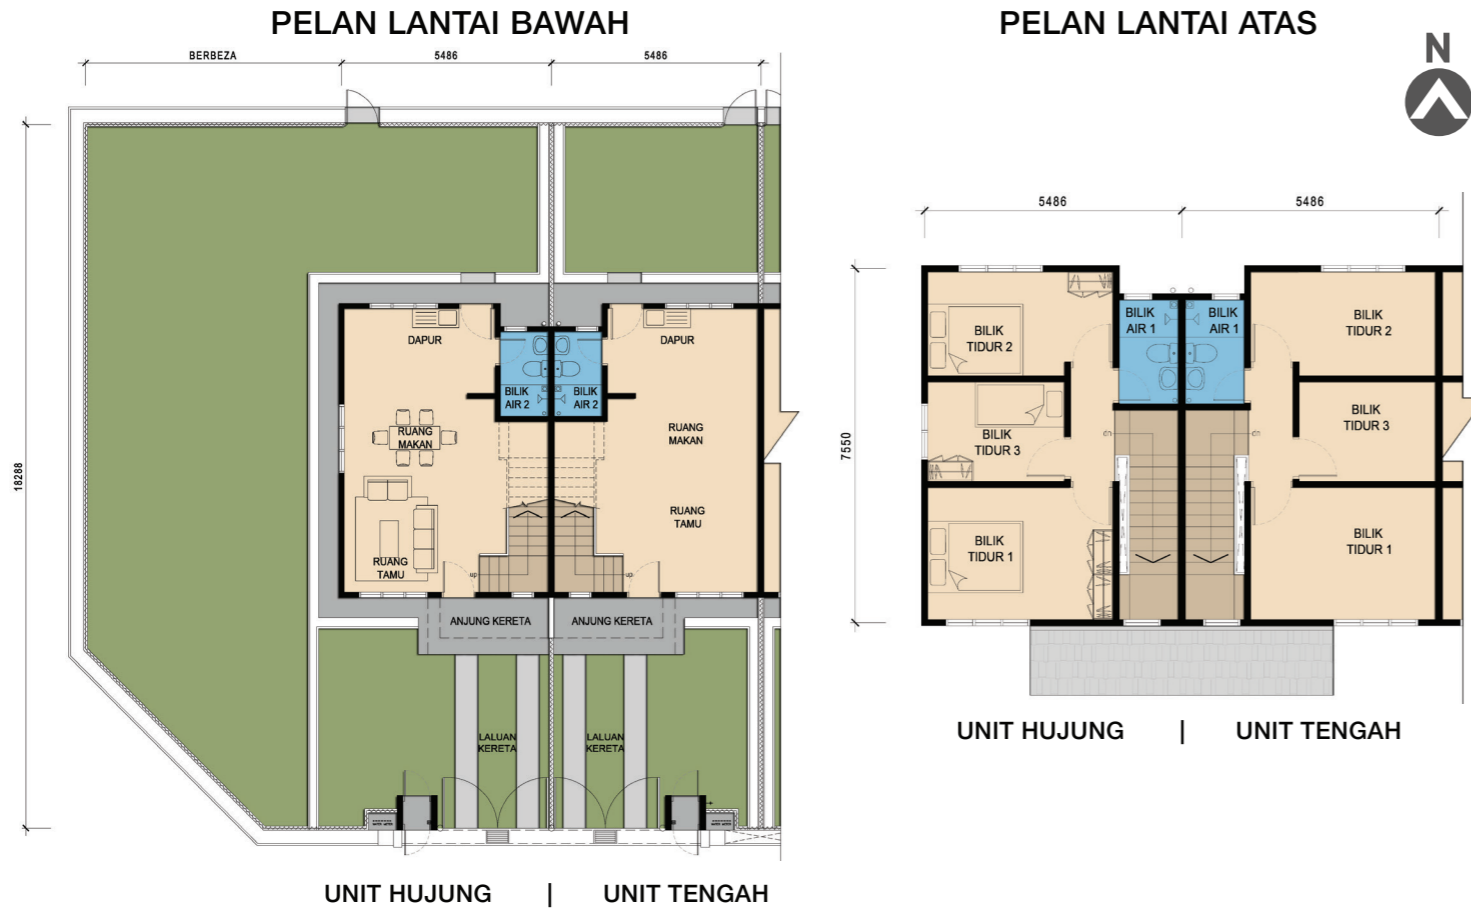 PELAN LANTAI BAWAH
PELAN LANTAI ATAS
N
BERBEZA
5486
5486
18288
DAPUR
DAPUR
BILIK
AIR 2
BILIK
AIR 2
RUANG
MAKAN
RUANG
MAKAN
RUANG
TAMU
RUANG
TAMU
up
up
ANJUNG KERETA
ANJUNG KERETA
LALUAN
KERETA
LALUAN
KERETA
UNIT HUJUNG | UNIT TENGAH
5486
5486
7550
BILIK
TIDUR 2
BILIK
AIR 1
BILIK
AIR 1
BILIK
TIDUR 2
BILIK
TIDUR 3
BILIK
TIDUR 3
BILIK
TIDUR 1
BILIK
TIDUR 1
UNIT HUJUNG | UNIT TENGAH